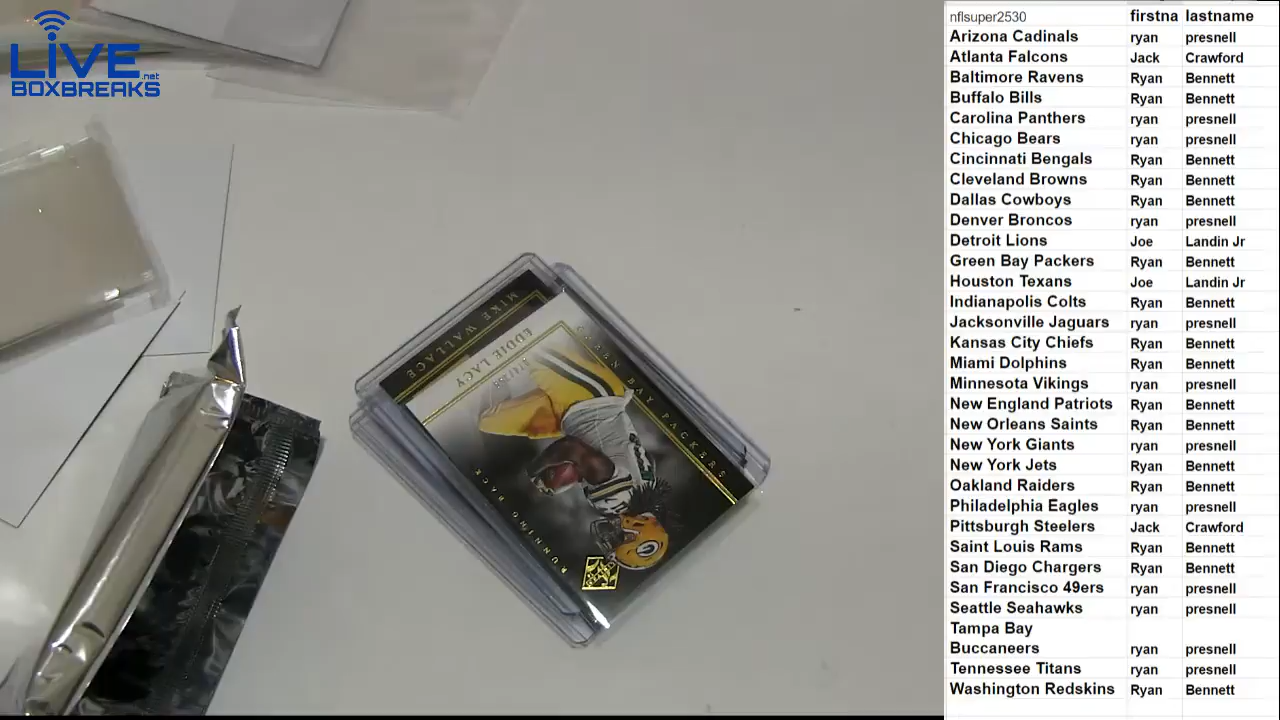 LIVE
.net
BOXBREAKS
MIKE WALLACE
EDDIE LACY
GREEN BAY PACKERS
RUNNING BACK
nflsuper2530 firstna lastname
Arizona Cadinals ryan presnell
Atlanta Falcons Jack Crawford
Baltimore Ravens Ryan Bennett
Buffalo Bills Ryan Bennett
Carolina Panthers ryan presnell
Chicago Bears ryan presnell
Cincinnati Bengals Ryan Bennett
Cleveland Browns Ryan Bennett
Dallas Cowboys Ryan Bennett
Denver Broncos ryan presnell
Detroit Lions Joe Landin Jr
Green Bay Packers Ryan Bennett
Houston Texans Joe Landin Jr
Indianapolis Colts Ryan Bennett
Jacksonville Jaguars ryan presnell
Kansas City Chiefs Ryan Bennett
Miami Dolphins Ryan Bennett
Minnesota Vikings ryan presnell
New England Patriots Ryan Bennett
New Orleans Saints Ryan Bennett
New York Giants ryan presnell
New York Jets Ryan Bennett
Oakland Raiders Ryan Bennett
Philadelphia Eagles ryan presnell
Pittsburgh Steelers Jack Crawford
Saint Louis Rams Ryan Bennett
San Diego Chargers Ryan Bennett
San Francisco 49ers ryan presnell
Seattle Seahawks ryan presnell
Tampa Bay
Buccaneers ryan presnell
Tennessee Titans ryan presnell
Washington Redskins Ryan Bennett